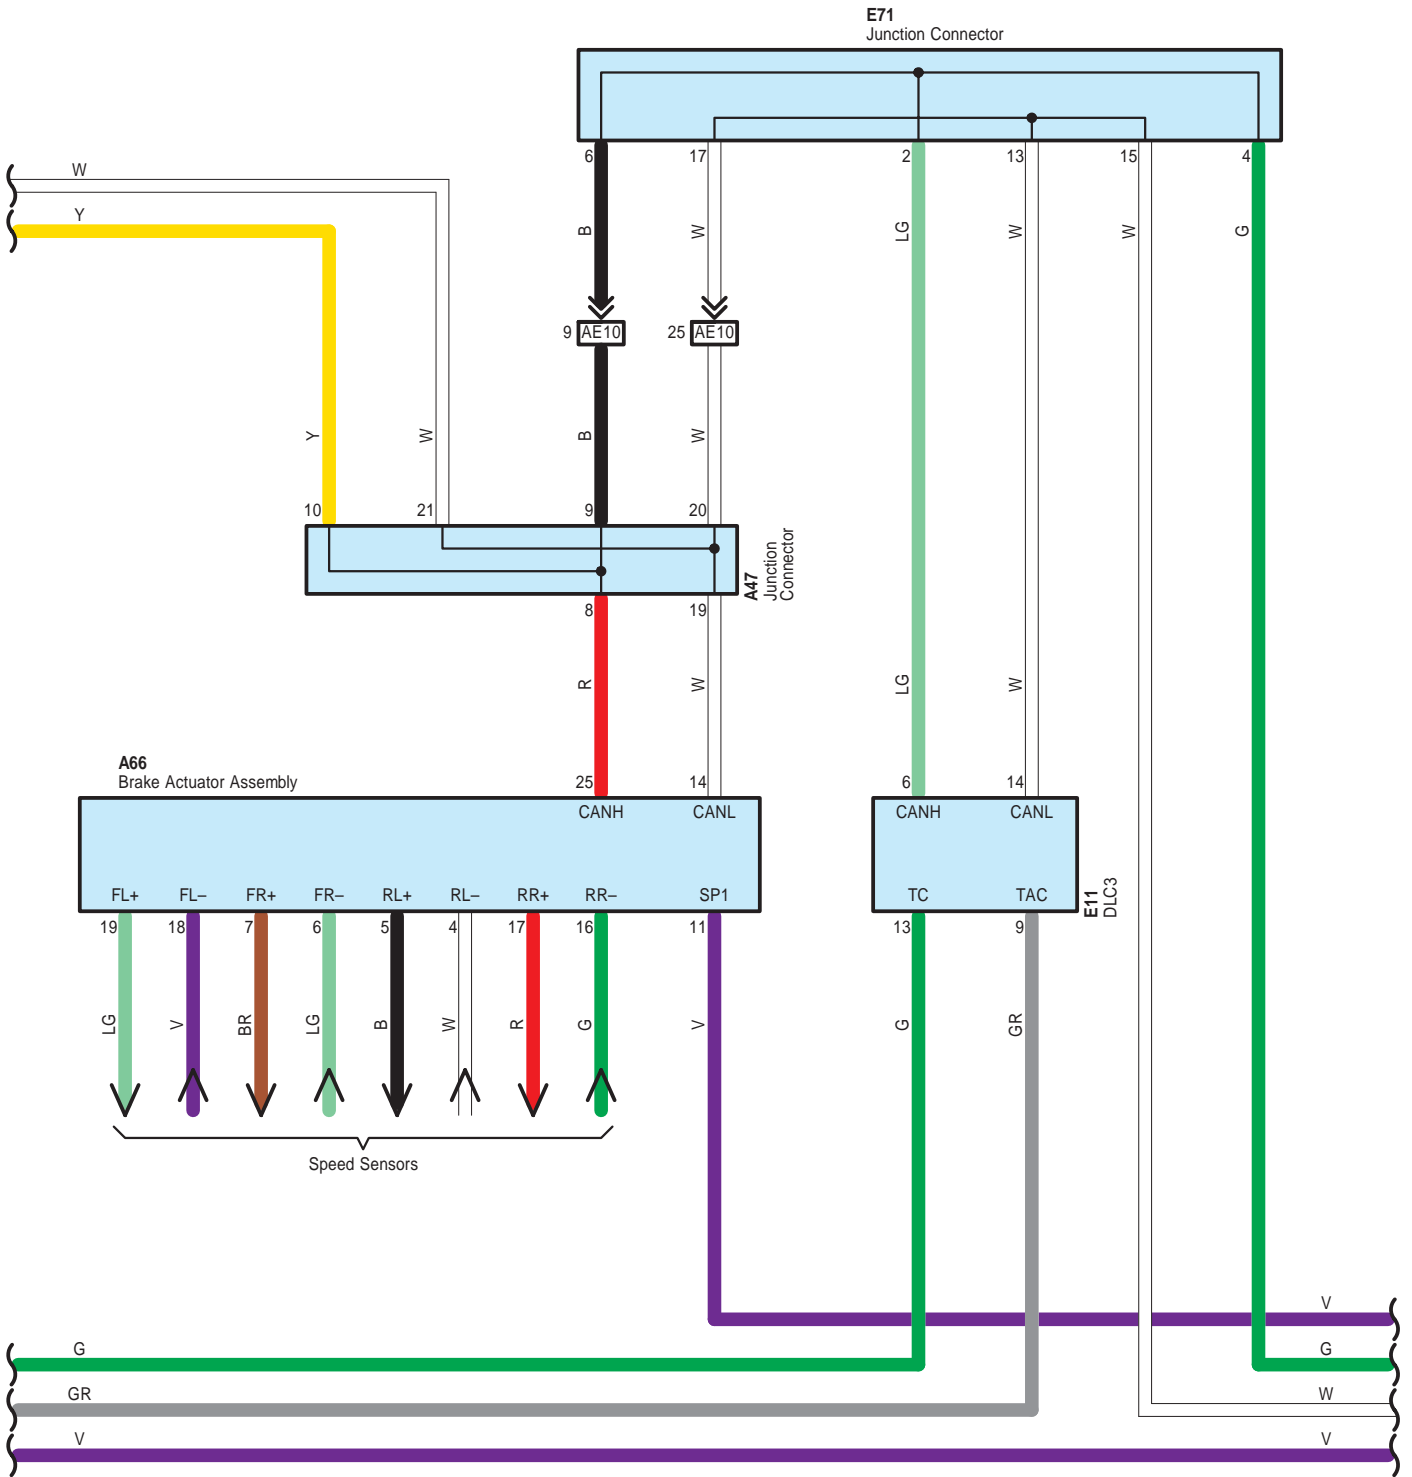 E71
Junction Connector
6 17 2 13 15 4
W
Y
B W LG W W G
9 AE10 25 AE10
Y W B W
10 21 9 20
A47
Junction
Connector
8 19
R W LG W
A66
Brake Actuator Assembly
25 14 6 14
CANH CANL CANH CANL
FL+ FL– FR+ FR– RL+ RL– RR+ RR– SP1 TC TAC
E11
DLC3
19 18 7 6 5 4 17 16 11 13 9
LG V BR LG B W R G V G GR
Speed Sensors
V
G G
GR W
V V